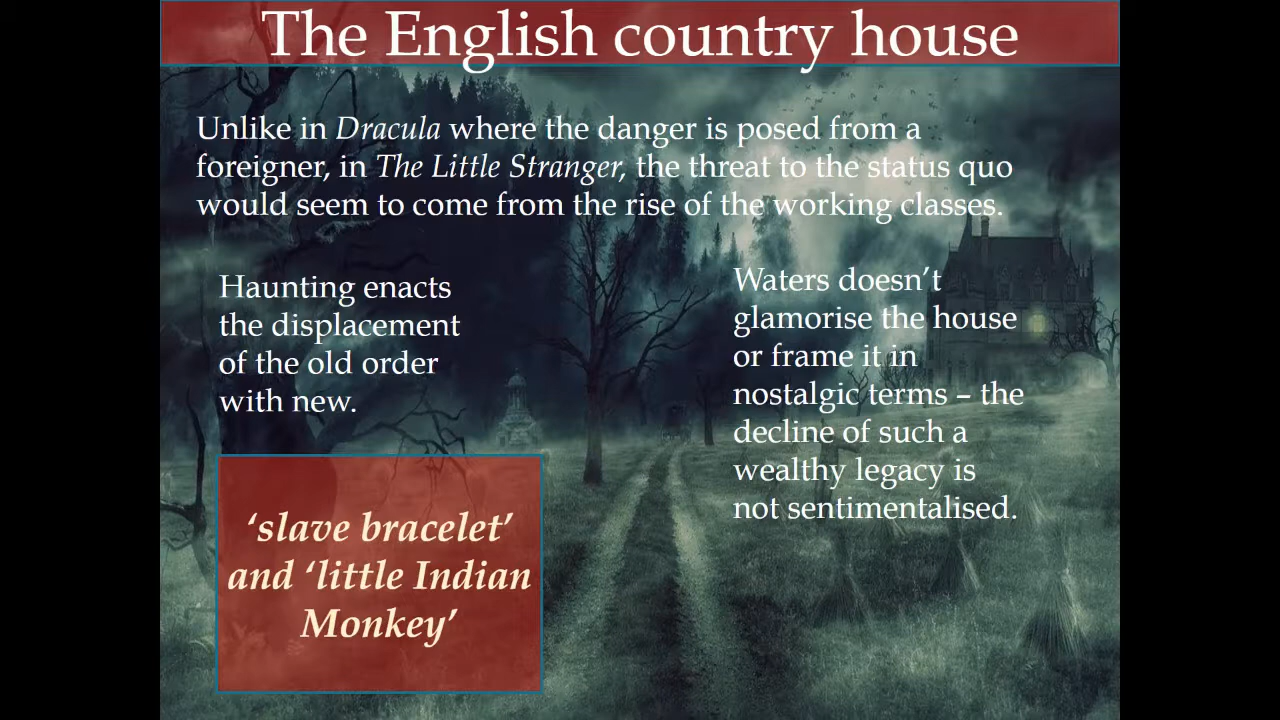 The English country house
Unlike in Dracula where the danger is posed from a
foreigner, in The Little Stranger, the threat to the status quo
would seem to come from the rise of the working classes.
Haunting enacts
the displacement
of the old order
with new.
‘slave bracelet’
and ‘little Indian
Monkey’
Waters doesn’t
glamorise the house
or frame it in
nostalgic terms – the
decline of such a
wealthy legacy is
not sentimentalised.